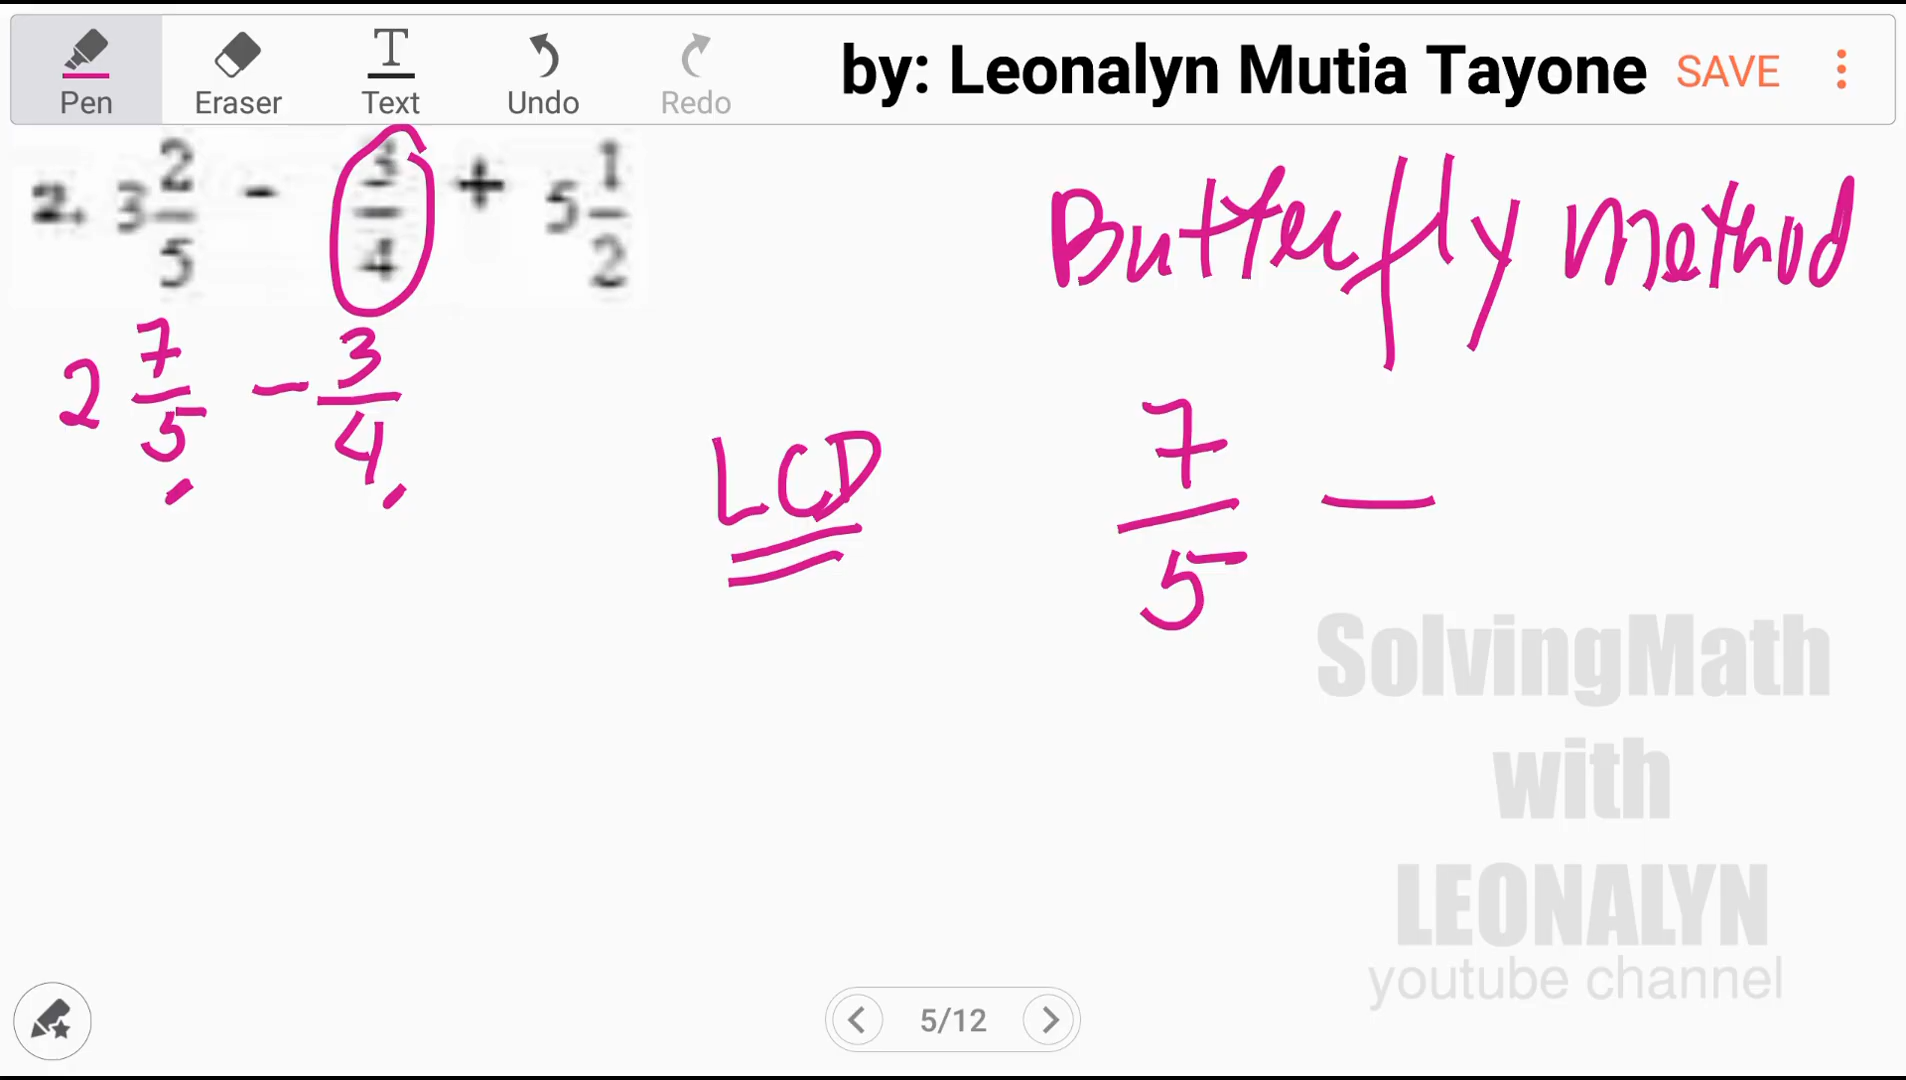 Pen Eraser Text Undo Redo by: Leonalyn Mutia Tayone SAVE
2. 3 2/5 - 3/4 + 5 1/2
Butterfly Method
2 7/5 - 3/4
LCD
7/5 —
SolvingMath
with
LEONALYN
youtube channel
5/12